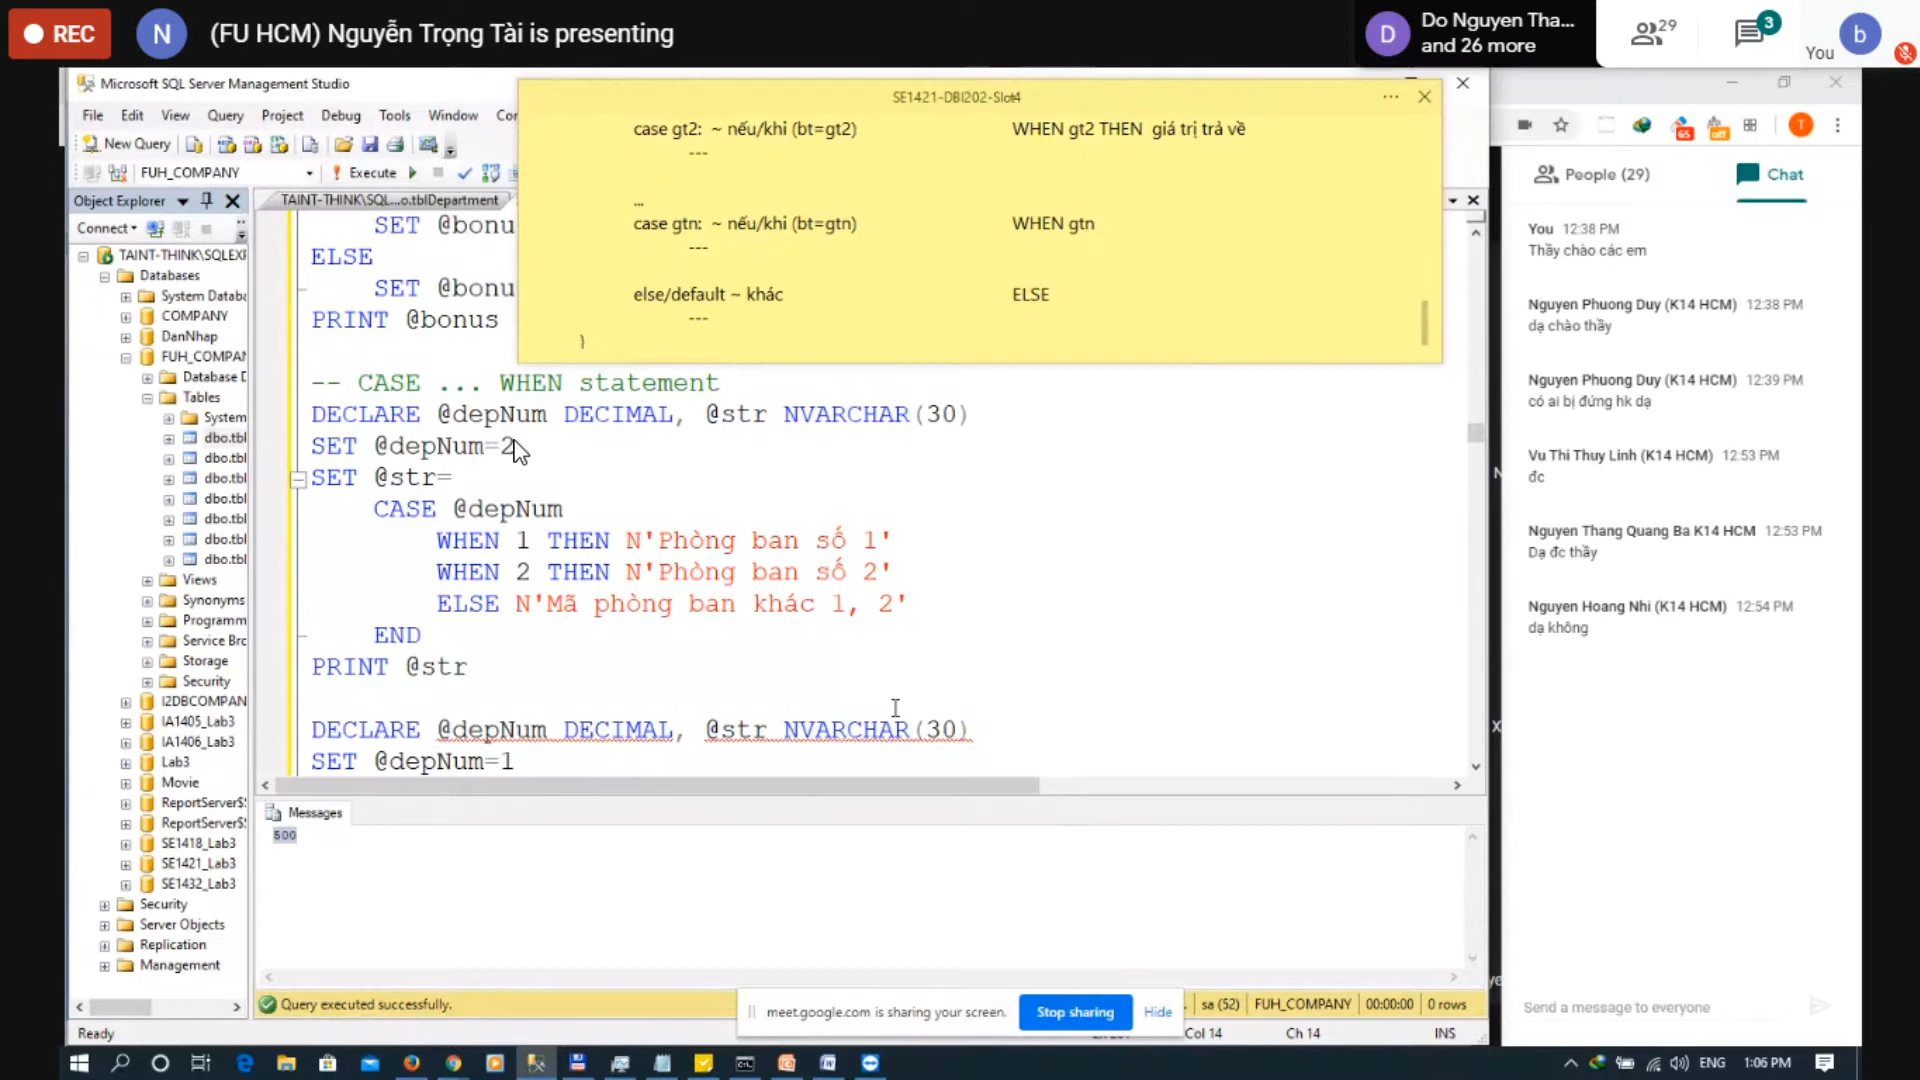 REC
N
(FU HCM) Nguyễn Trọng Tài is presenting
D
Do Nguyen Tha...
and 26 more
29
3
You
b
Microsoft SQL Server Management Studio
File Edit View Query Project Debug Tools Window
New Query
FUH_COMPANY
Execute
Object Explorer
Connect
TAINT-THINK\SQLEXP
Databases
System Databa
COMPANY
DanNhap
FUH_COMPAN
Database D
Tables
System
dbo.tbl
dbo.tbl
dbo.tbl
dbo.tbl
dbo.tbl
dbo.tbl
dbo.tbl
Views
Synonyms
Programm
Service Brc
Storage
Security
I2DBCOMPAN
IA1405_Lab3
IA1406_Lab3
Lab3
Movie
ReportServer$!
ReportServer$!
SE1418_Lab3
SE1421_Lab3
SE1432_Lab3
Security
Server Objects
Replication
Management
TAINT-THINK\SQL...o.tblDepartment
SE1421-DBI202-Slot4
case gt2: ~ nếu/khi (bt=gt2) WHEN gt2 THEN giá trị trả về
---
...
case gtn: ~ nếu/khi (bt=gtn) WHEN gtn
---
else/default ~ khác ELSE
---
}
SET @bonu
ELSE
SET @bonu
PRINT @bonus
-- CASE ... WHEN statement
DECLARE @depNum DECIMAL, @str NVARCHAR(30)
SET @depNum=2
SET @str=
CASE @depNum
WHEN 1 THEN N'Phòng ban số 1'
WHEN 2 THEN N'Phòng ban số 2'
ELSE N'Mã phòng ban khác 1, 2'
END
PRINT @str
DECLARE @depNum DECIMAL, @str NVARCHAR(30)
SET @depNum=1
Messages
500
Query executed successfully.
sa (52) FUH_COMPANY 00:00:00 0 rows
meet.google.com is sharing your screen. Stop sharing Hide
Ready
Col 14 Ch 14 INS
65
off
T
People (29) Chat
You 12:38 PM
Thầy chào các em
Nguyen Phuong Duy (K14 HCM) 12:38 PM
dạ chào thầy
Nguyen Phuong Duy (K14 HCM) 12:39 PM
có ai bị đứng hk dạ
Vu Thi Thuy Linh (K14 HCM) 12:53 PM
đc
Nguyen Thang Quang Ba K14 HCM 12:53 PM
Dạ đc thầy
Nguyen Hoang Nhi (K14 HCM) 12:54 PM
dạ không
Send a message to everyone
ENG 1:06 PM